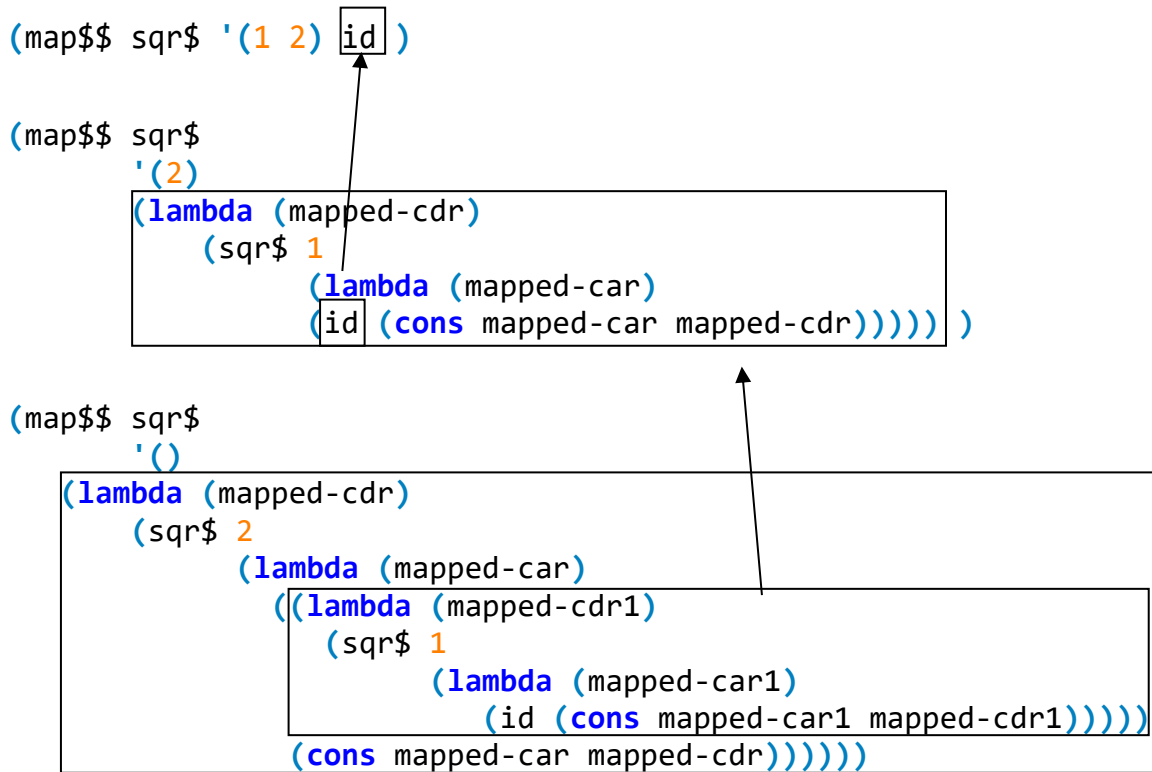 (map$$ sqr$ '(1 2) id )
(map$$ sqr$
'(2)
(lambda (mapped-cdr)
(sqr$ 1
(lambda (mapped-car)
(id (cons mapped-car mapped-cdr))))) )
(map$$ sqr$
'()
(lambda (mapped-cdr)
(sqr$ 2
(lambda (mapped-car)
((lambda (mapped-cdr1)
(sqr$ 1
(lambda (mapped-car1)
(id (cons mapped-car1 mapped-cdr1)))))
(cons mapped-car mapped-cdr))))))